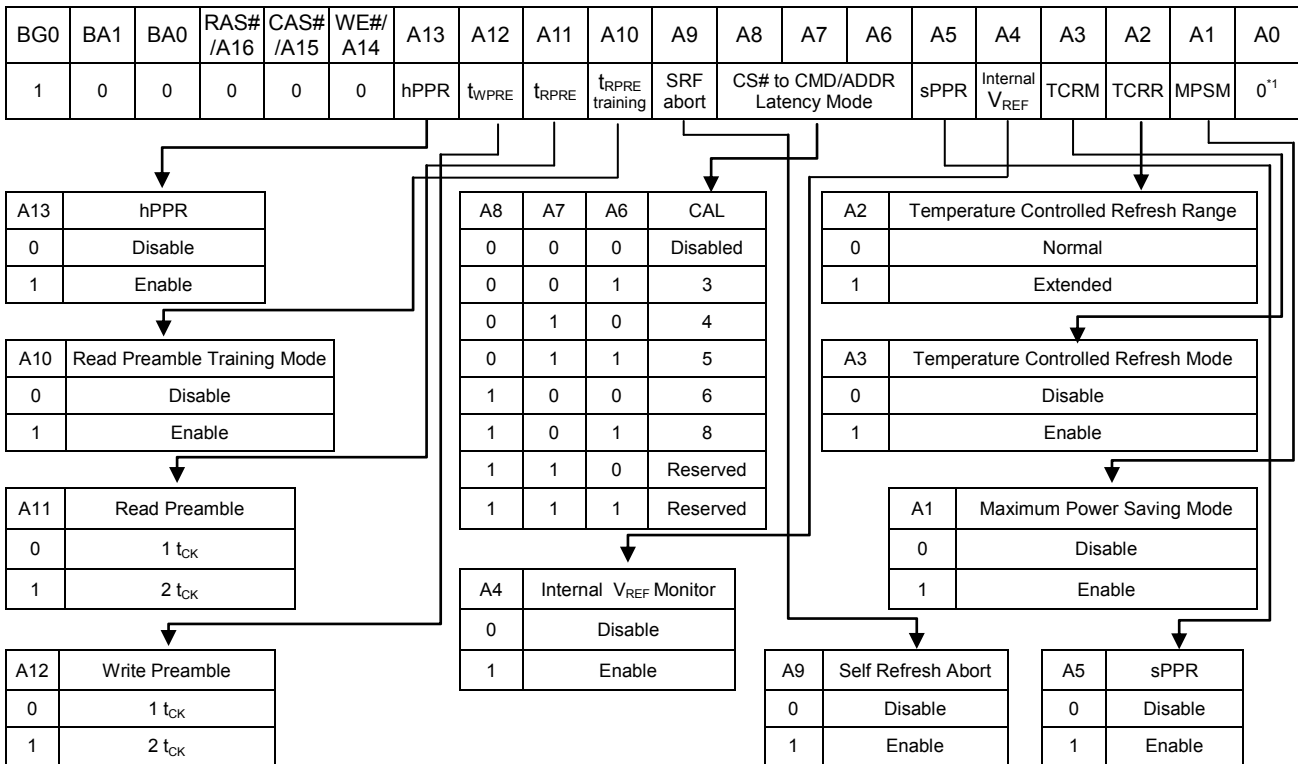 BG0 BA1 BA0 RAS# /A16 CAS# /A15 WE#/ A14 A13 A12 A11 A10 A9 A8 A7 A6 A5 A4 A3 A2 A1 A0
1 0 0 0 0 0 hPPR tWPRE tRPRE tRPRE training SRF abort CS# to CMD/ADDR Latency Mode sPPR Internal VREF TCRM TCRR MPSM 0*1
A13 hPPR
0 Disable
1 Enable
A10 Read Preamble Training Mode
0 Disable
1 Enable
A11 Read Preamble
0 1 tCK
1 2 tCK
A12 Write Preamble
0 1 tCK
1 2 tCK
A8 A7 A6 CAL
0 0 0 Disabled
0 0 1 3
0 1 0 4
0 1 1 5
1 0 0 6
1 0 1 8
1 1 0 Reserved
1 1 1 Reserved
A4 Internal VREF Monitor
0 Disable
1 Enable
A2 Temperature Controlled Refresh Range
0 Normal
1 Extended
A3 Temperature Controlled Refresh Mode
0 Disable
1 Enable
A1 Maximum Power Saving Mode
0 Disable
1 Enable
A9 Self Refresh Abort
0 Disable
1 Enable
A5 sPPR
0 Disable
1 Enable